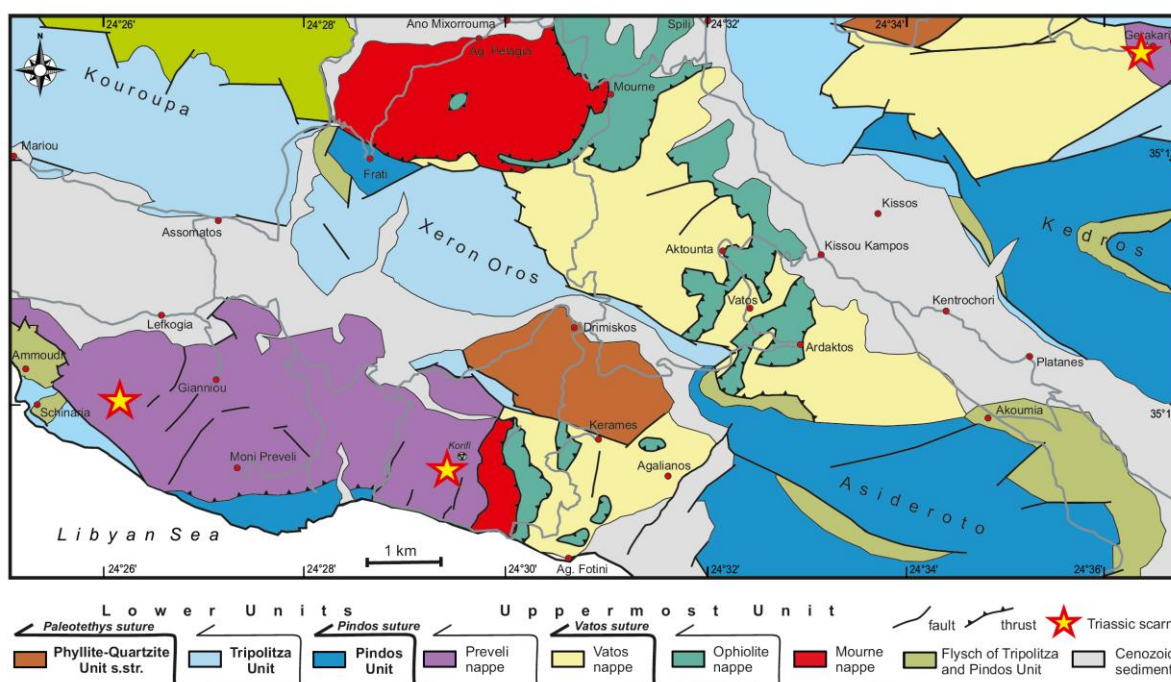 24°26'
24°28'
24°32'
24°34'
24°36'
Ano Mixorrouma
Spili
Ag. Pelagia
Gerakari
N
Kouroupa
Mourne
Mariou
35°1
Frati
Kissos
Assomatos
Xeron Oros
Kedros
Aktounta
Kissou Kampos
Vatos
Kentrochori
Lefkogia
Drimiskos
Ardaktos
Platanes
Ammoudi
Gianniou
Schinaria
35°1
Akoumia
Kerames
Korifi
Moni Preveli
Agalianos
Asideroto
Libyan Sea
1 km
Ag. Fotini
24°26'
24°28'
24°30'
24°32'
24°34'
24°36'
Lower Units Uppermost Unit
Paleotethys suture Pindos suture Vatos suture fault thrust Triassic scarn
Phyllite-Quartzite Unit s.str.
Tripolitza Unit
Pindos Unit
Preveli nappe
Vatos nappe
Ophiolite nappe
Mourne nappe
Flysch of Tripolitza and Pindos Unit
Cenozoic sediment